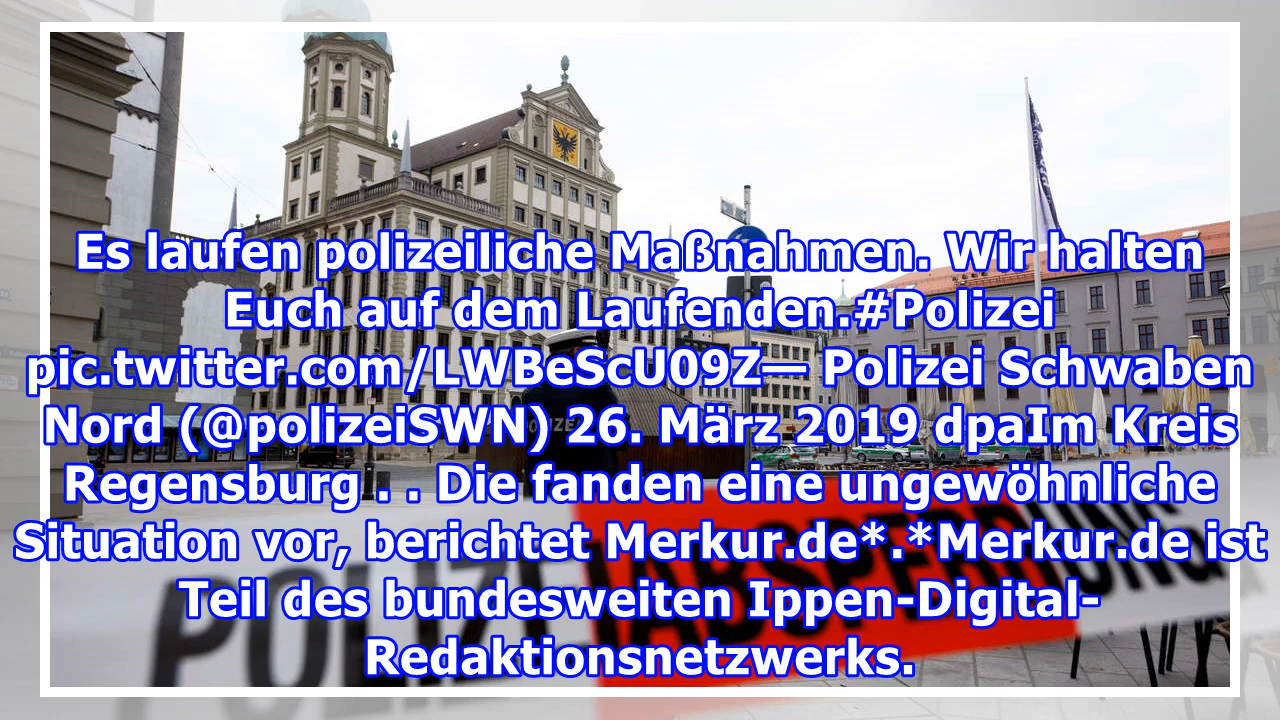 Es laufen polizeiliche Maßnahmen. Wir halten
Euch auf dem Laufenden.#Polizei
pic.twitter.com/LWBeScU09Z— Polizei Schwaben
Nord (@polizeiSWN) 26. März 2019 dpaIm Kreis
Regensburg . . Die fanden eine ungewöhnliche
Situation vor, berichtet Merkur.de*.*Merkur.de ist
Teil des bundesweiten Ippen-Digital-
Redaktionsnetzwerks.
POLIZEI
POLIZEIABSPERRUNG